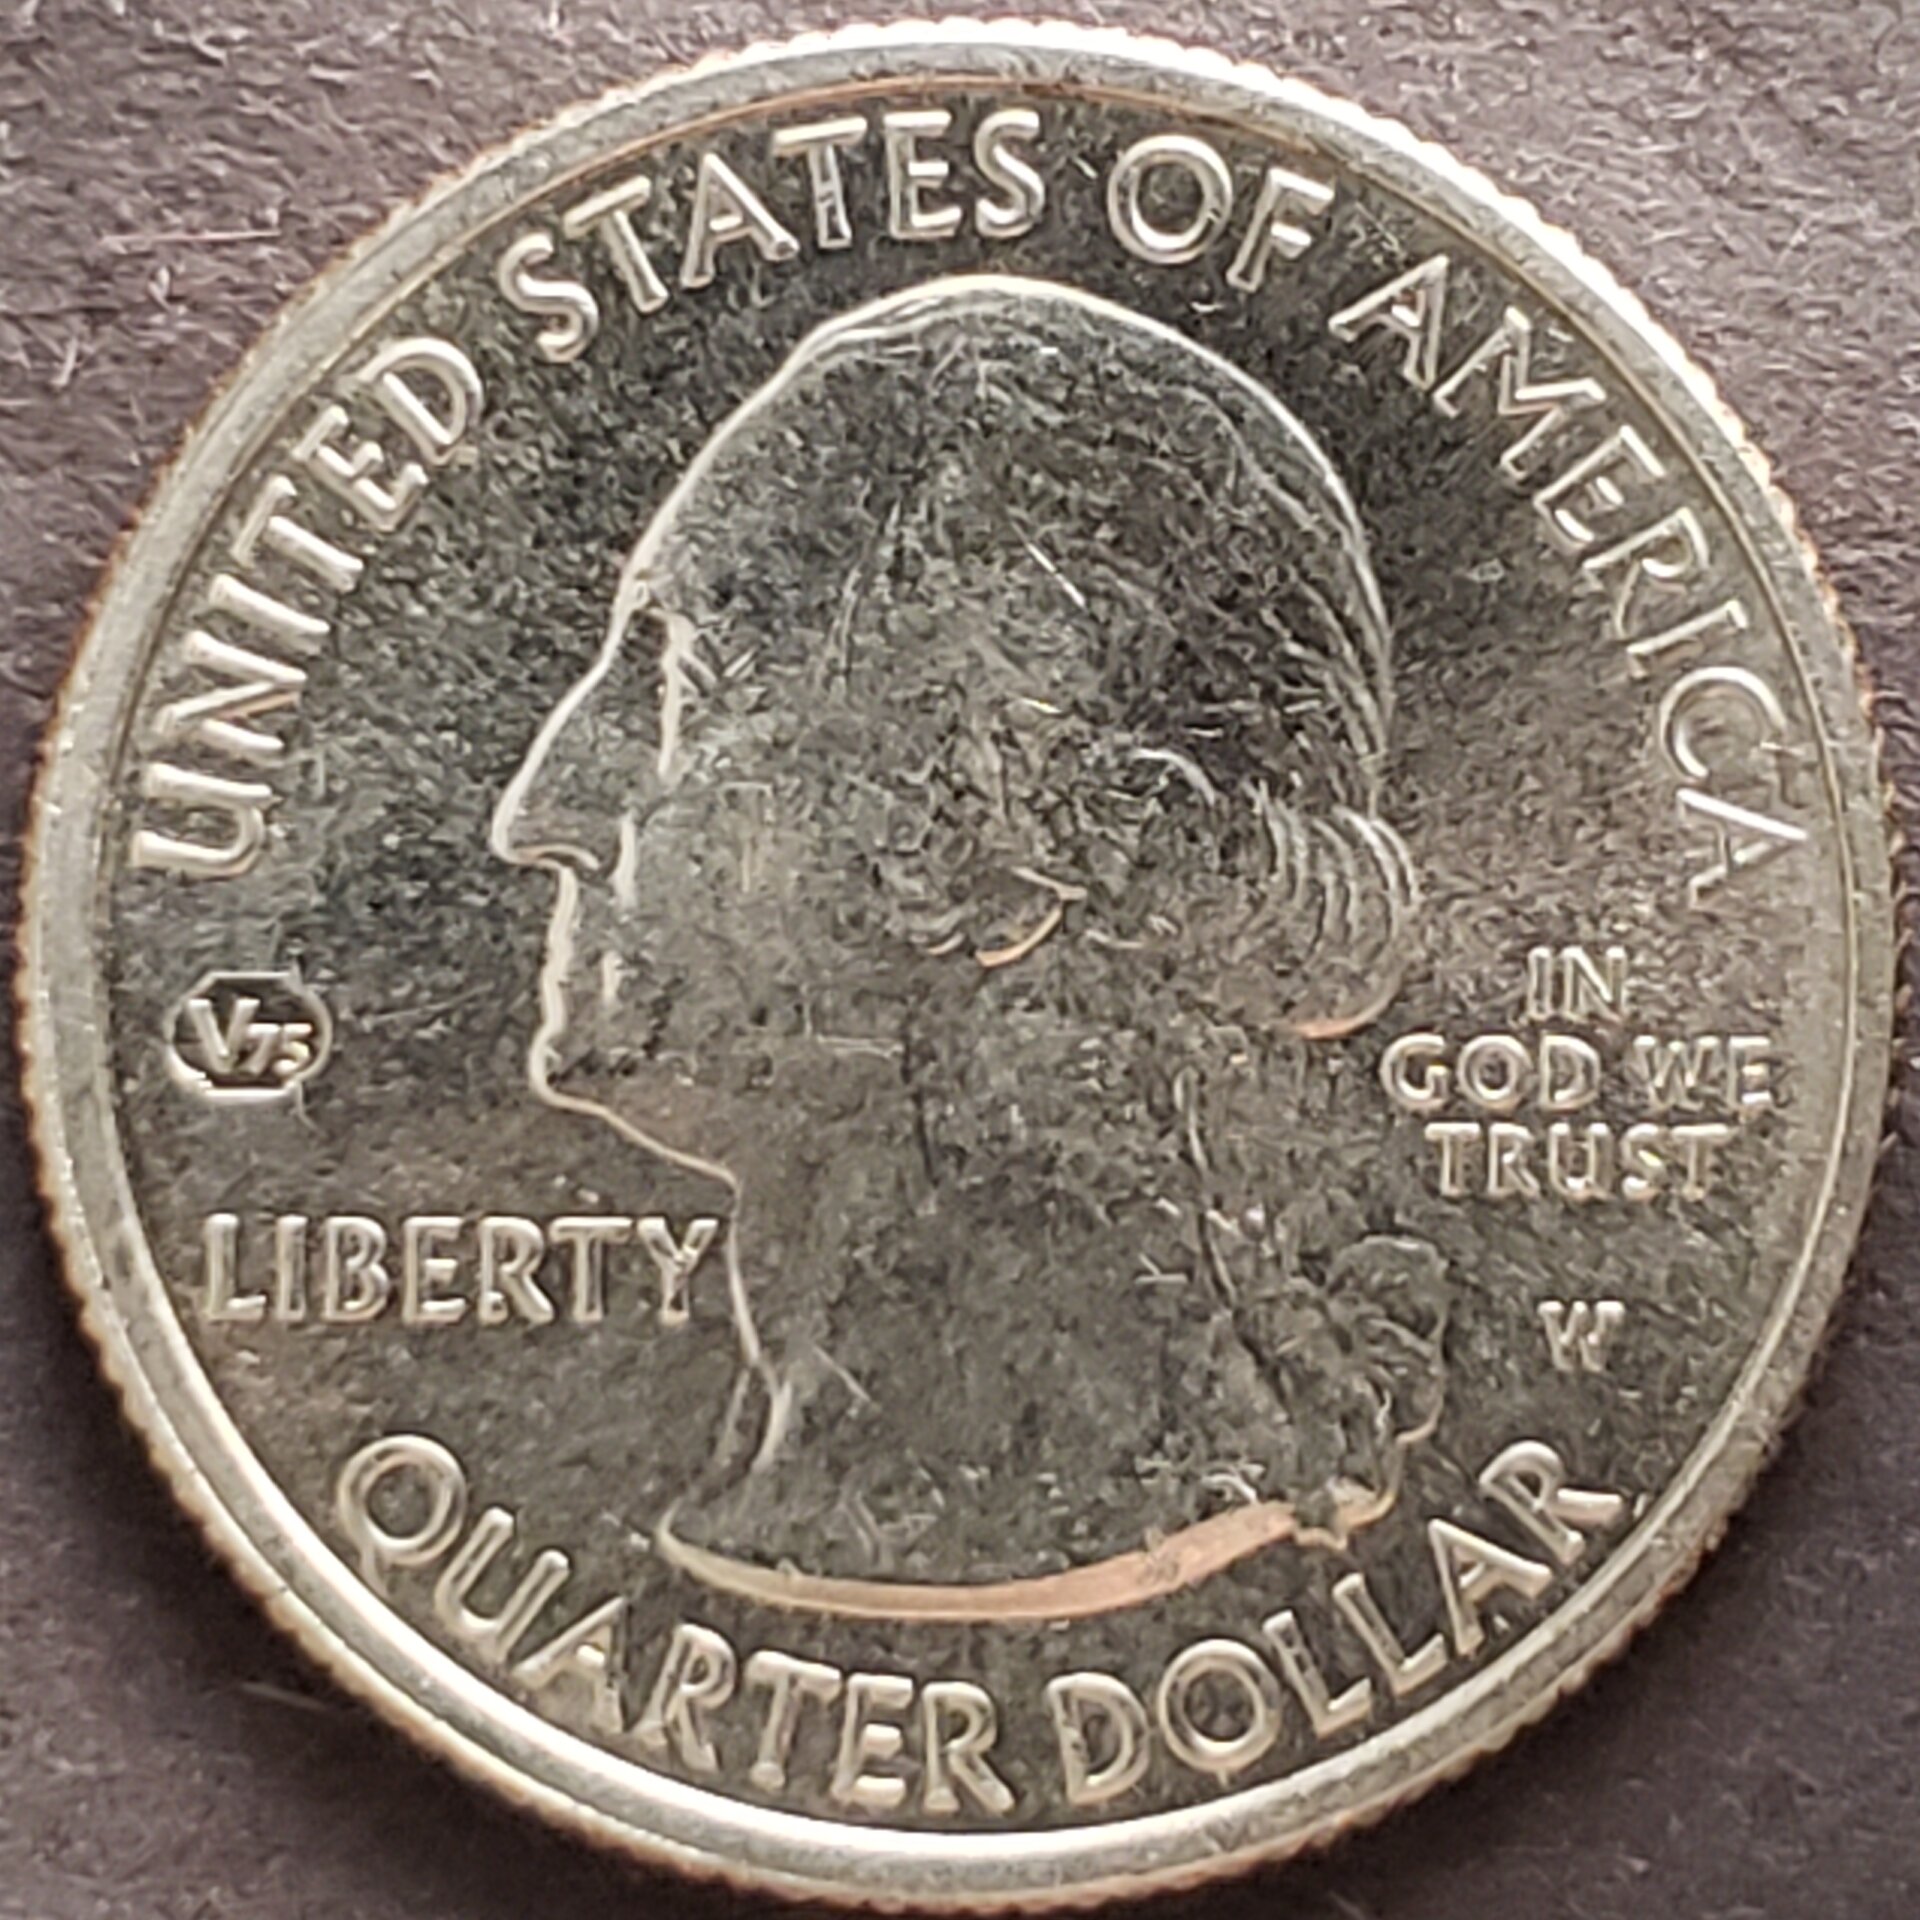 UNITED STATES OF AMERICA
V75
IN
GOD WE
TRUST
LIBERTY
W
QUARTER DOLLAR